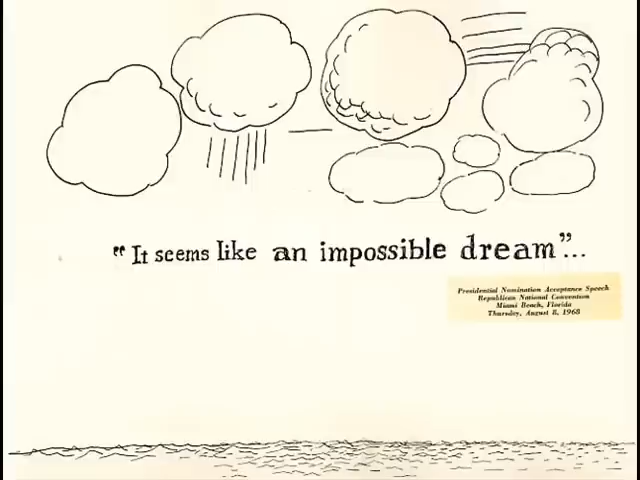 "It seems like an impossible dream"...
Presidential Nomination Acceptance Speech
Republican National Convention
Miami Beach, Florida
Thursday, August 8, 1968